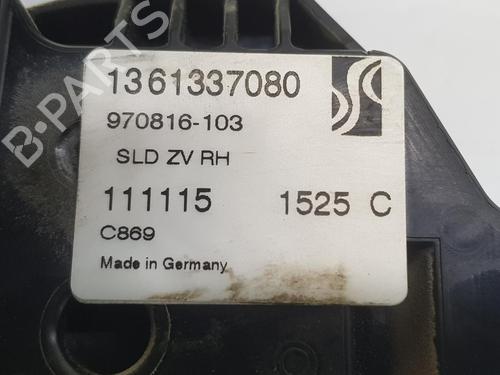 1361337080
970816-103
SLD ZV RH
111115 1525 C
C869
Made in Germany
B-PARTS